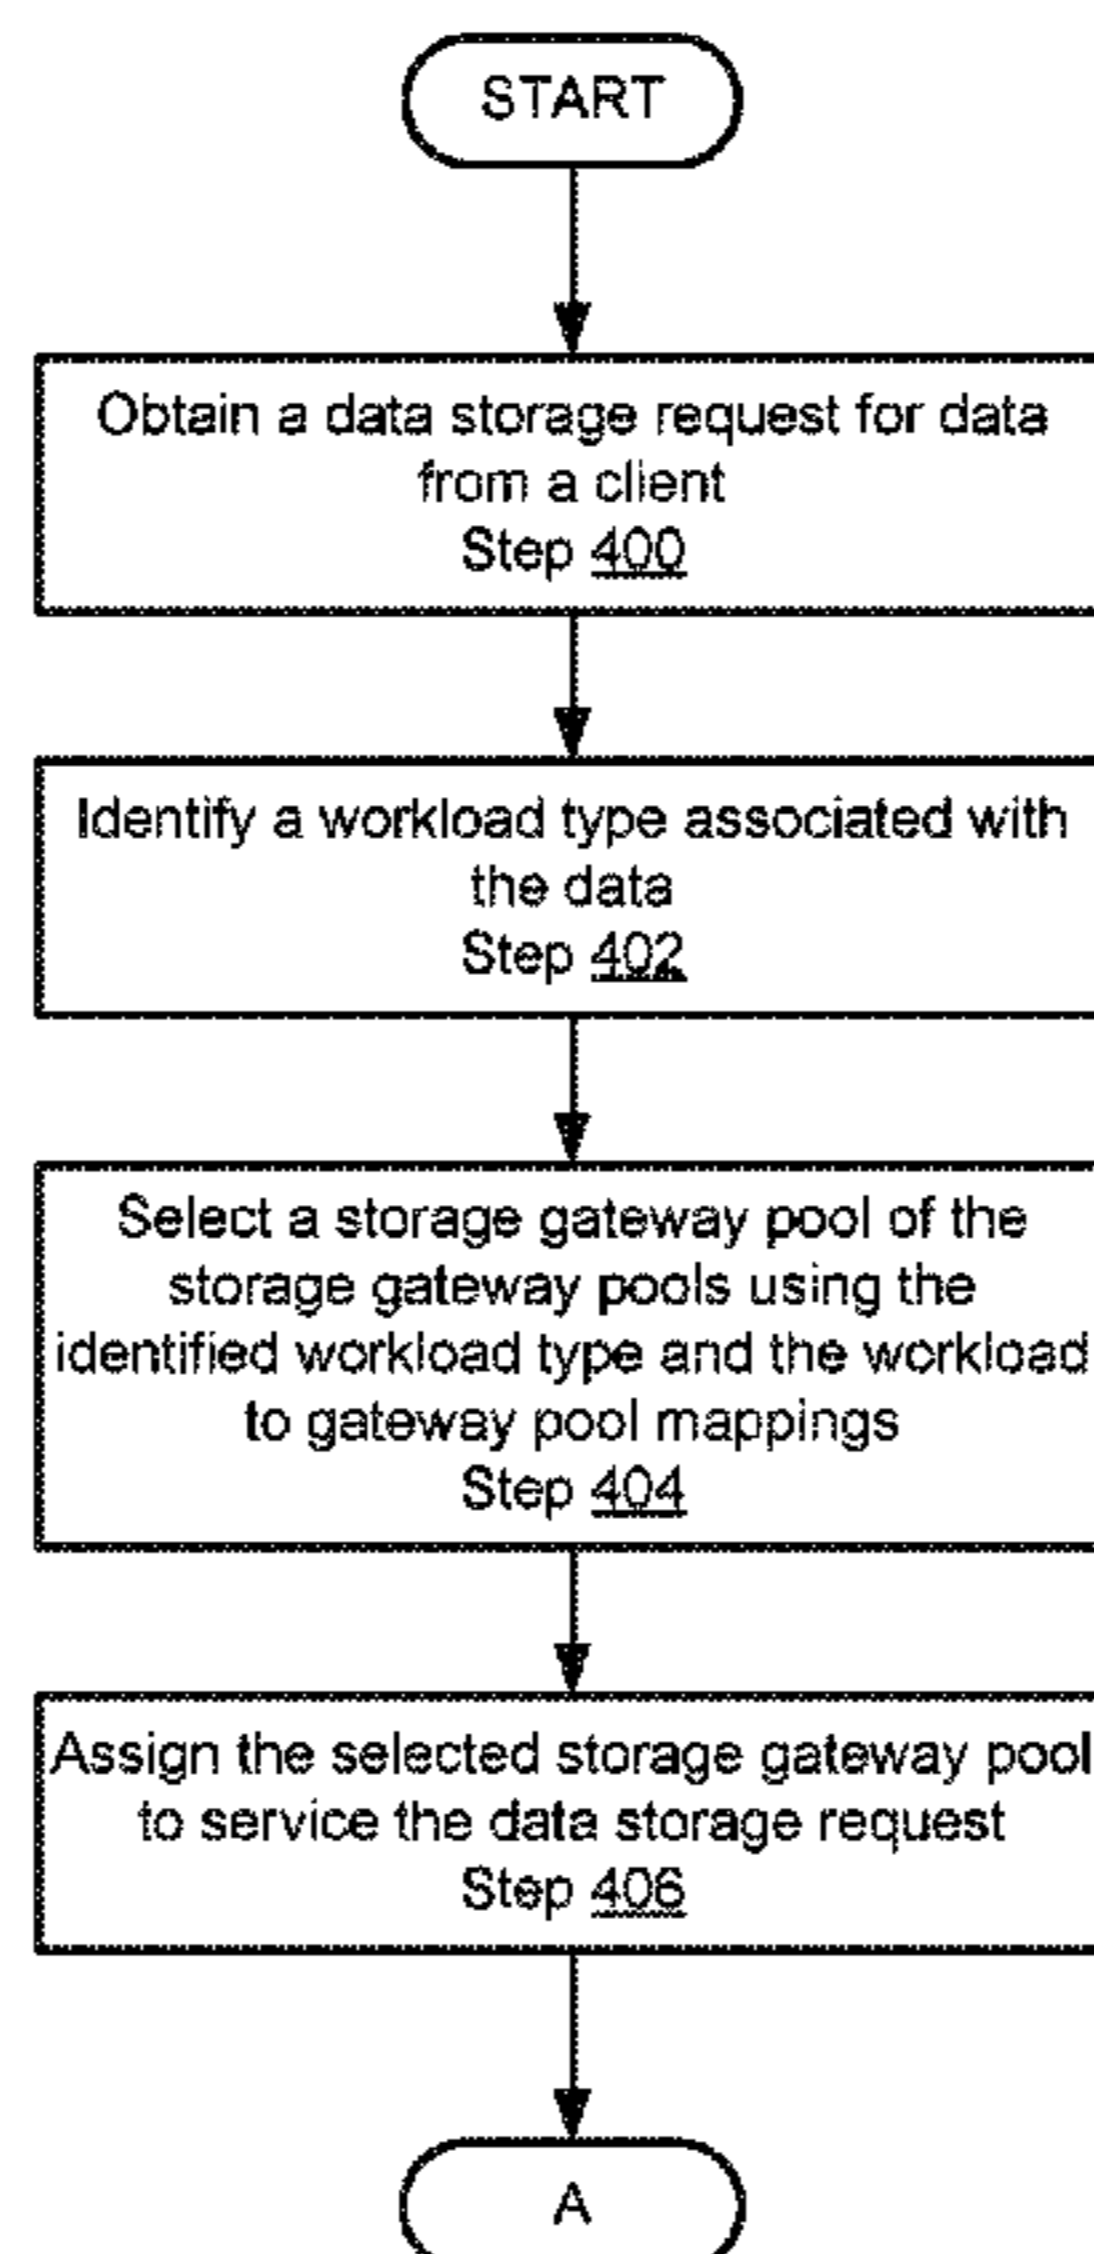 START
Obtain a data storage request for data
from a client
Step 400
Identify a workload type associated with
the data
Step 402
Select a storage gateway pool of the
storage gateway pools using the
identified workload type and the workload
to gateway pool mappings
Step 404
Assign the selected storage gateway pool
to service the data storage request
Step 406
A